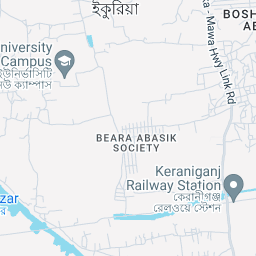 ইকুরিয়া
BOSH
AB
a - Mawa Hwy Link Rd
university
Campus
ইউনিভার্সিটি
নিউ ক্যাম্পাস
BEARA ABASIK
SOCIETY
Keraniganj
Railway Station
কেরানীগঞ্জ
রেলওয়ে স্টেশন
zar